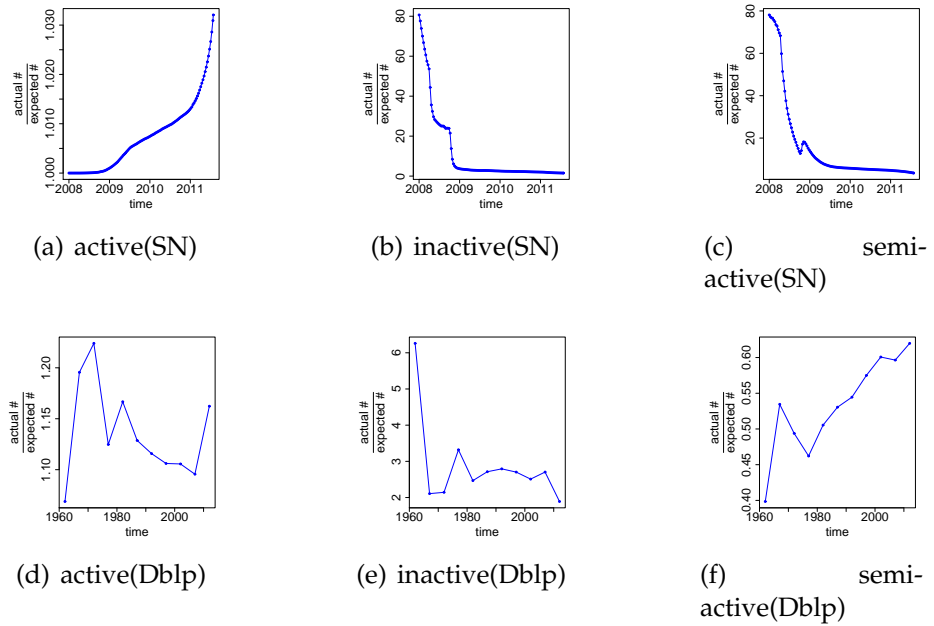 1.000 1.010 1.020 1.030
actual #
expected #
2008 2009 2010 2011
time
(a) active(SN)
0 20 40 60 80
actual #
expected #
2008 2009 2010 2011
time
(b) inactive(SN)
20 40 60 80
actual #
expected #
2008 2009 2010 2011
time
(c) semi-
active(SN)
1.10 1.15 1.20
actual #
expected #
1960 1980 2000
time
(d) active(Dblp)
2 3 4 5 6
actual #
expected #
1960 1980 2000
time
(e) inactive(Dblp)
0.40 0.45 0.50 0.55 0.60
actual #
expected #
1960 1980 2000
time
(f) semi-
active(Dblp)